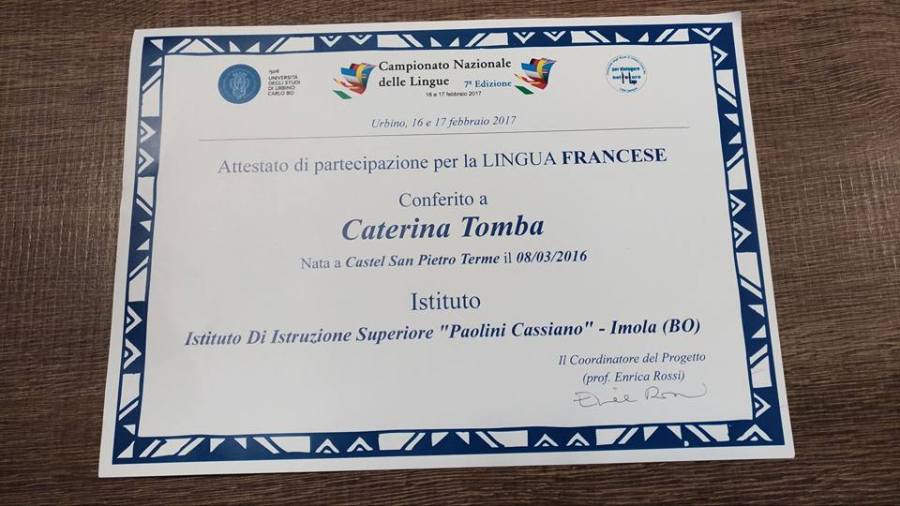 1506
UNIVERSITÀ
DEGLI STUDI
DI URBINO
CARLO BO
Campionato Nazionale
delle Lingue 7ª Edizione
16 e 17 febbraio 2017
per dialogare
Urbino, 16 e 17 febbraio 2017
Attestato di partecipazione per la LINGUA FRANCESE
Conferito a
Caterina Tomba
Nata a Castel San Pietro Terme il 08/03/2016
Istituto
Istituto Di Istruzione Superiore "Paolini Cassiano" - Imola (BO)
Il Coordinatore del Progetto
(prof. Enrica Rossi)